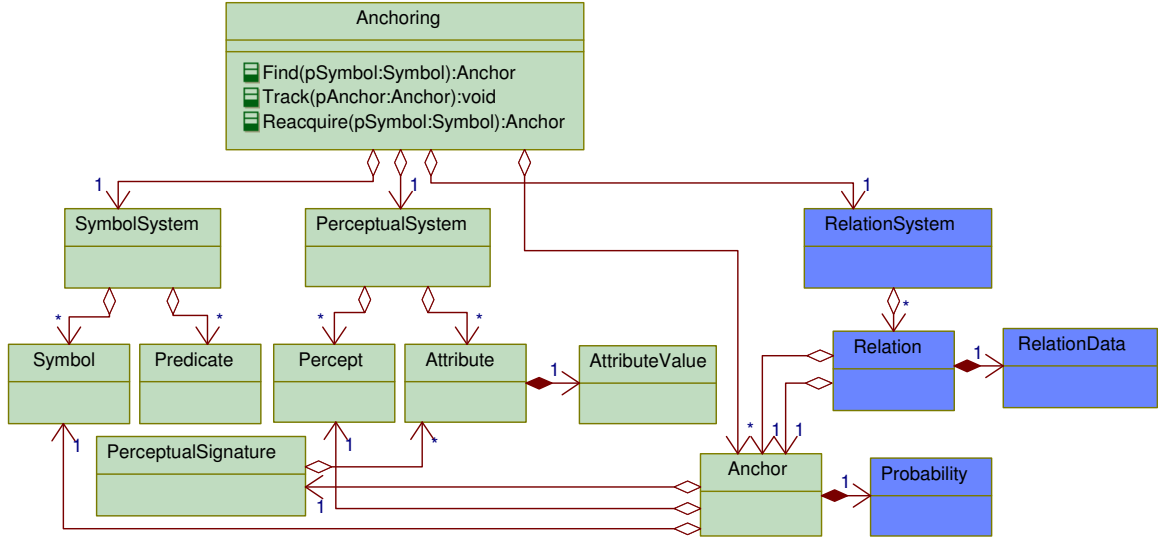 Anchoring
Find(pSymbol:Symbol):Anchor
Track(pAnchor:Anchor):void
Reacquire(pSymbol:Symbol):Anchor
1
1
1
SymbolSystem
PerceptualSystem
RelationSystem
*
*
*
*
*
Symbol
Predicate
Percept
Attribute
1
AttributeValue
Relation
1
RelationData
1
1
*
*
1
1
PerceptualSignature
1
Anchor
1
Probability